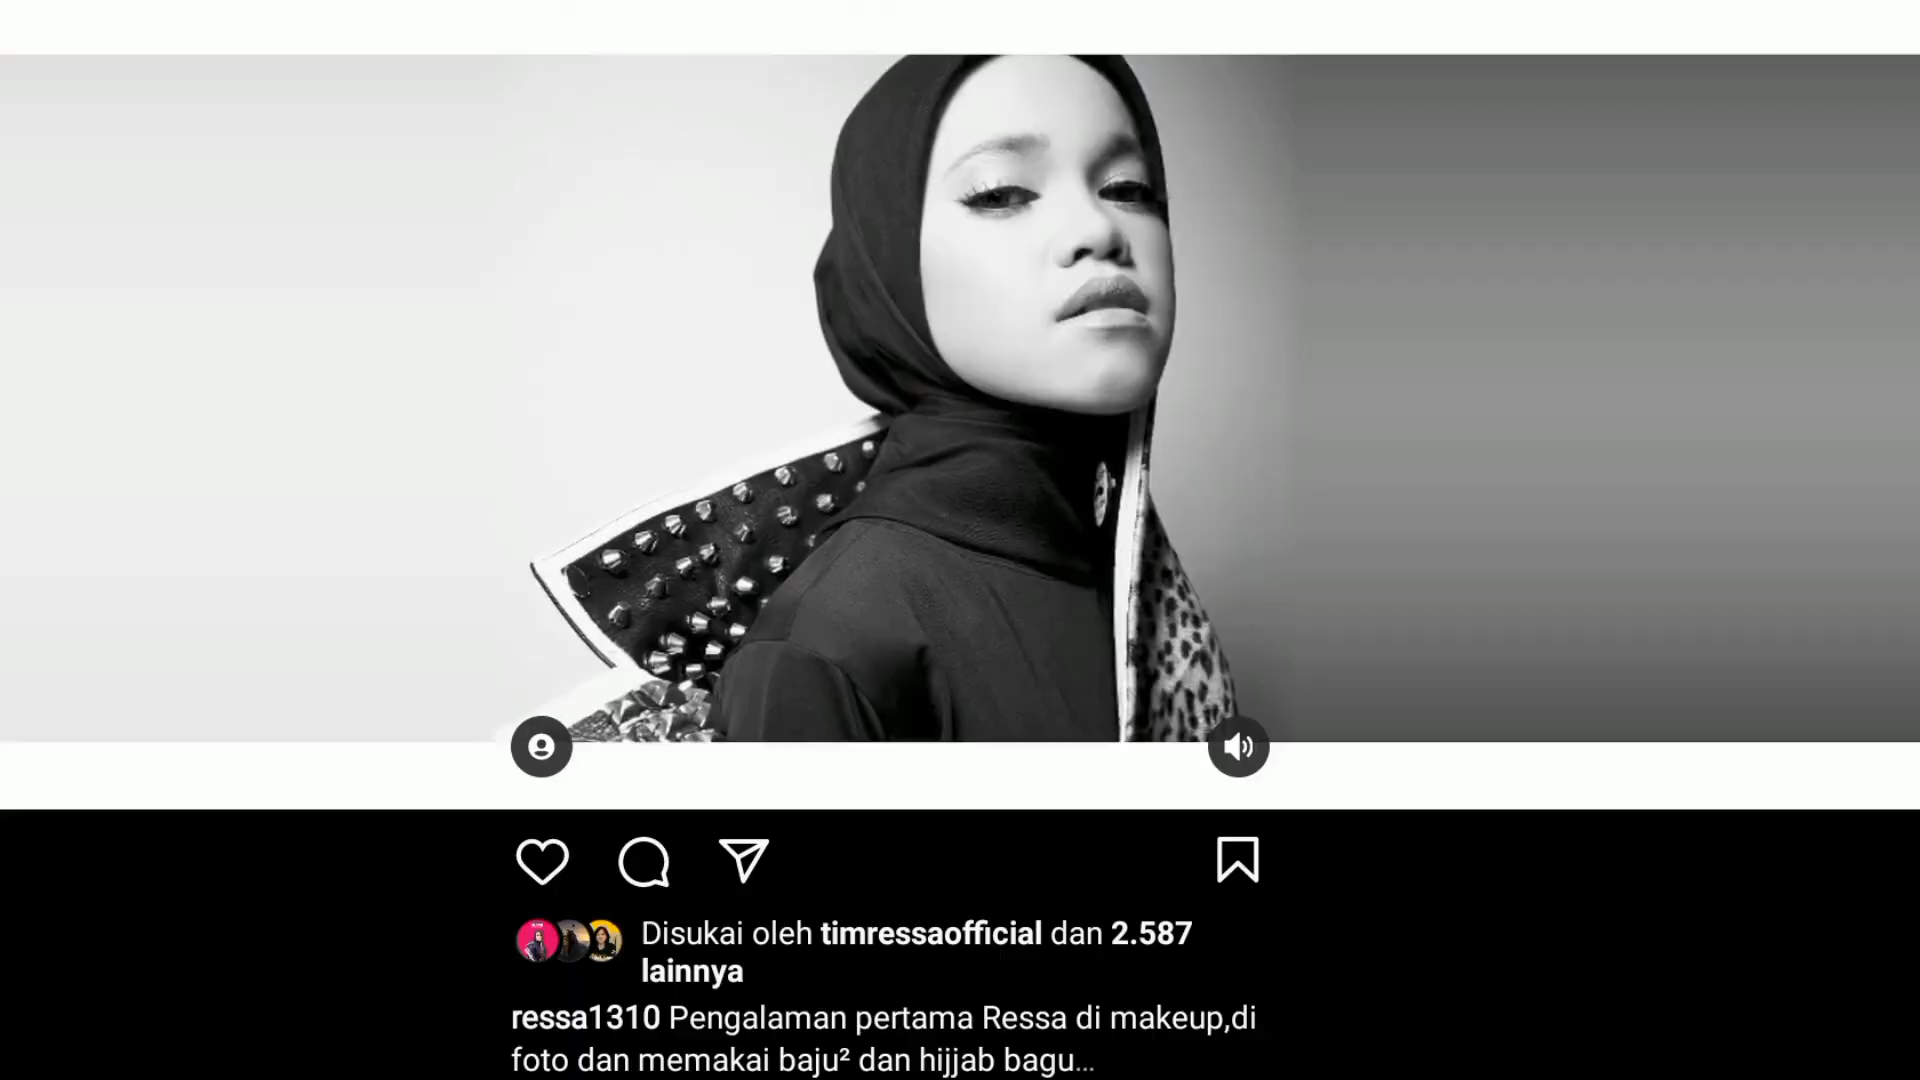 Disukai oleh timressaofficial dan 2.587
lainnya
ressa1310 Pengalaman pertama Ressa di makeup,di
foto dan memakai baju² dan hijjab bagu...